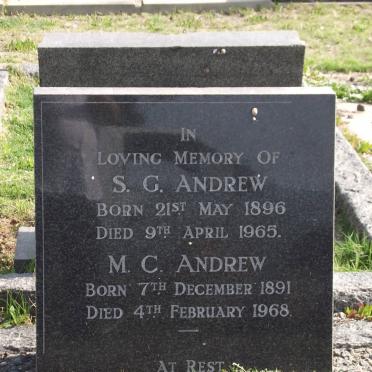 IN
LOVING MEMORY OF
S. G. ANDREW
BORN 21ST MAY 1896
DIED 9TH APRIL 1965.
M. C. ANDREW
BORN 7TH DECEMBER 1891
DIED 4TH FEBRUARY 1968.
AT REST